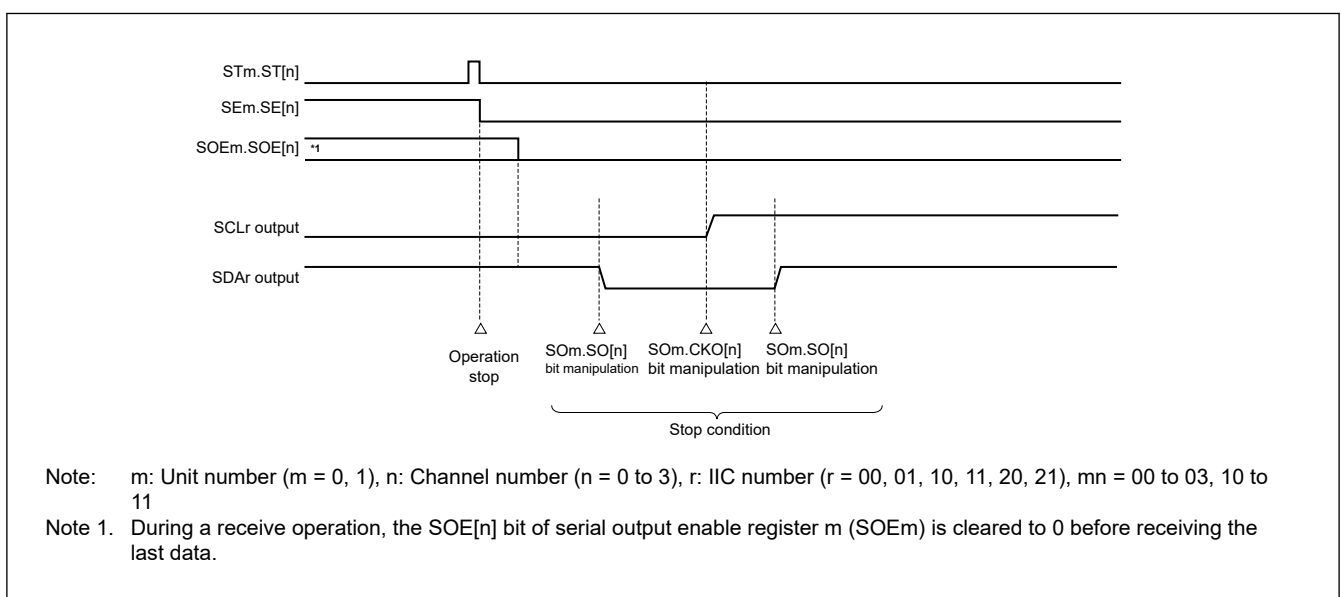 STm.ST[n]
SEm.SE[n]
SOEm.SOE[n] *1
SCLr output
SDAr output
△ △ △ △
Operation
stop
SOm.SO[n]
bit manipulation
SOm.CKO[n]
bit manipulation
SOm.SO[n]
bit manipulation
Stop condition
Note: m: Unit number (m = 0, 1), n: Channel number (n = 0 to 3), r: IIC number (r = 00, 01, 10, 11, 20, 21), mn = 00 to 03, 10 to
11
Note 1. During a receive operation, the SOE[n] bit of serial output enable register m (SOEm) is cleared to 0 before receiving the
last data.